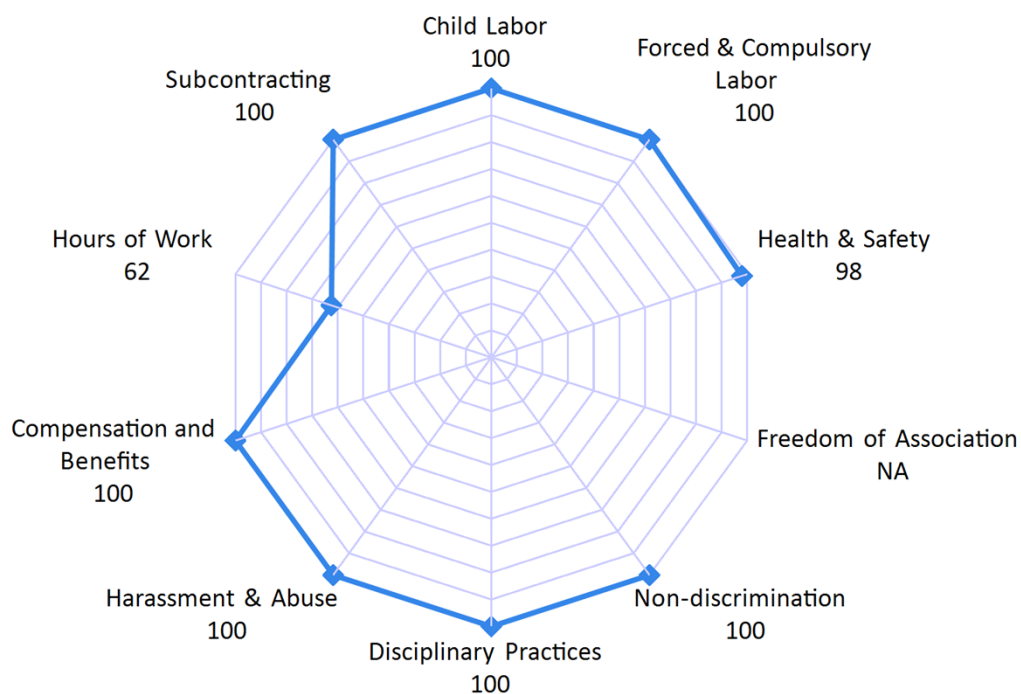 Child Labor
100
Forced & Compulsory
Labor
100
Health & Safety
98
Freedom of Association
NA
Non-discrimination
100
Disciplinary Practices
100
Harassment & Abuse
100
Compensation and
Benefits
100
Hours of Work
62
Subcontracting
100